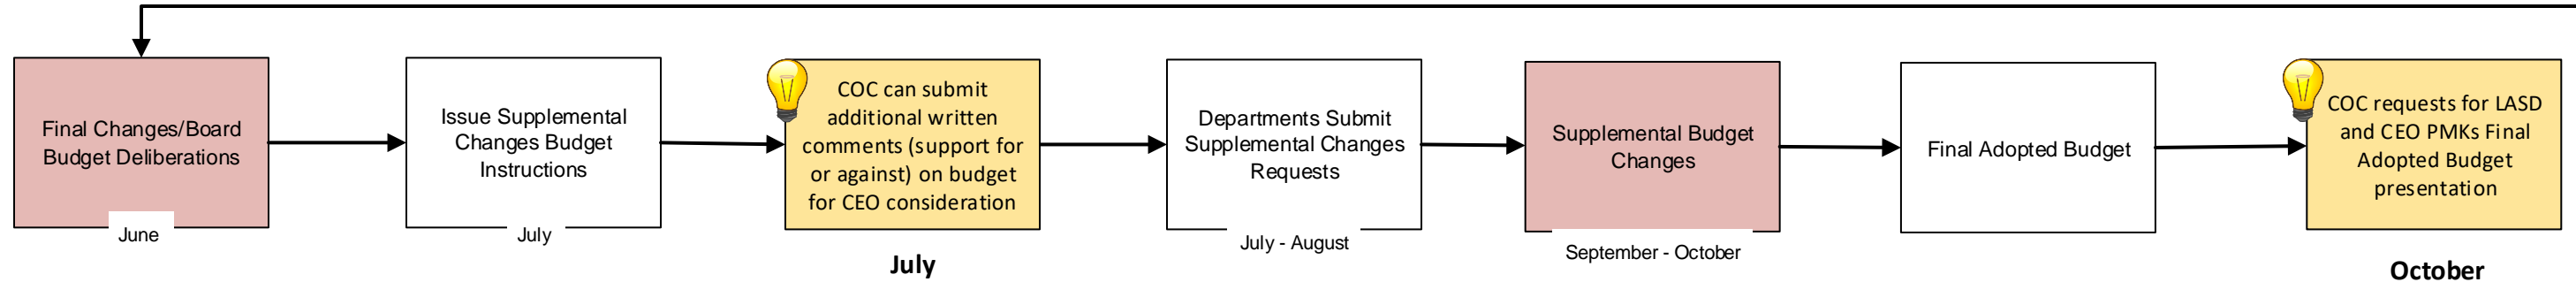 Final Changes/Board
Budget Deliberations
June
Issue Supplemental
Changes Budget
Instructions
July
COC can submit
additional written
comments (support for
or against) on budget
for CEO consideration
July
Departments Submit
Supplemental Changes
Requests
July - August
Supplemental Budget
Changes
September - October
Final Adopted Budget
COC requests for LASD
and CEO PMKs Final
Adopted Budget
presentation
October